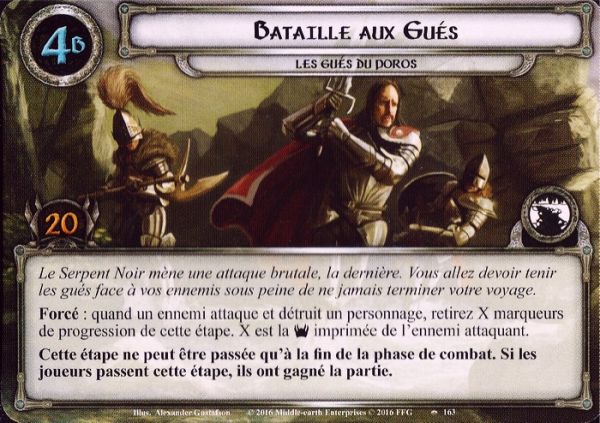 4B
BATAILLE AUX GUÉS
LES GUÉS DU POROS
20
Le Serpent Noir mène une attaque brutale, la dernière. Vous allez devoir tenir
les gués face à vos ennemis sous peine de ne jamais terminer votre voyage.
Forcé : quand un ennemi attaque et détruit un personnage, retirez X marqueurs
de progression de cette étape. X est la imprimée de l'ennemi attaquant.
Cette étape ne peut être passée qu'à la fin de la phase de combat. Si les
joueurs passent cette étape, ils ont gagné la partie.
Illus. Alexander Gustafson © 2016 Middle-earth Enterprises © 2016 FFG 163